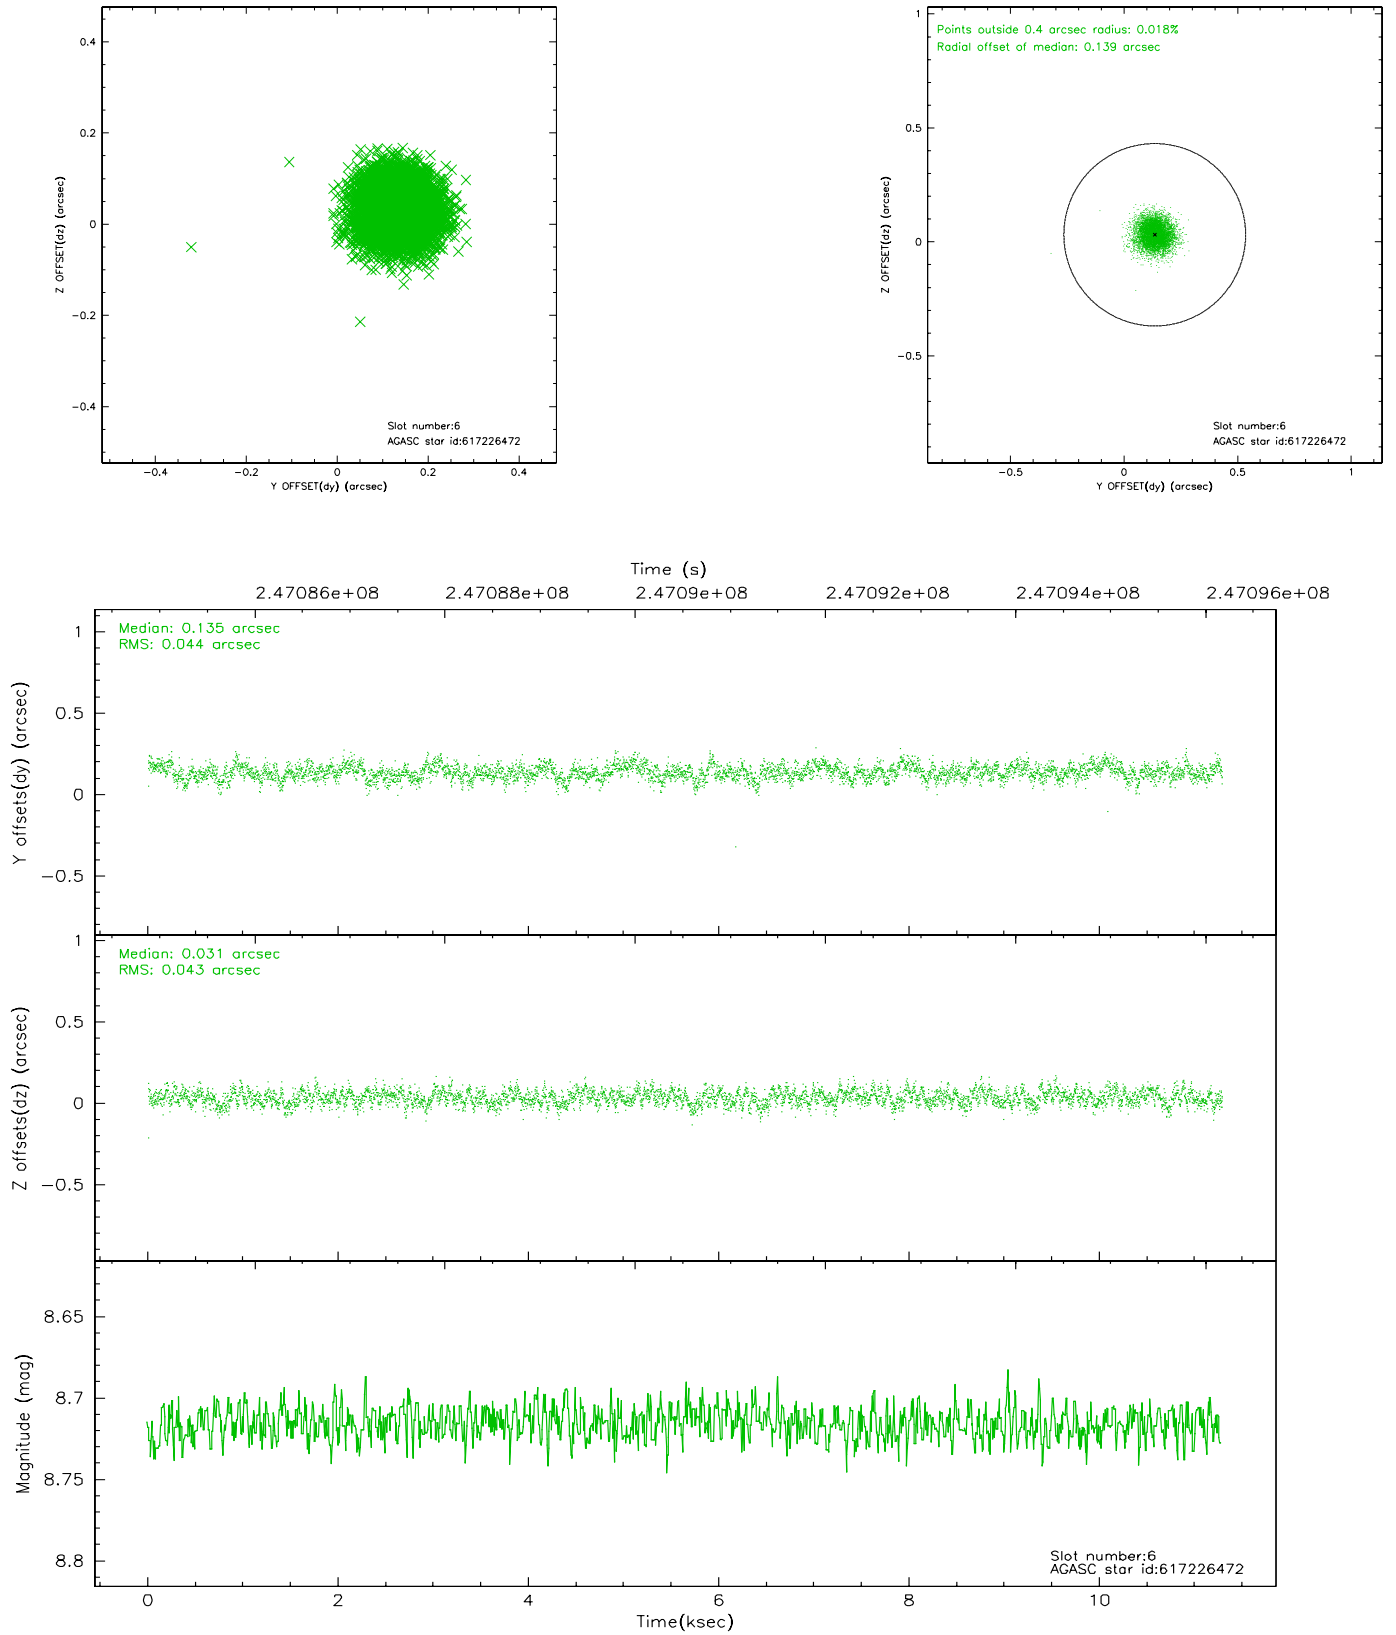 0.4
0.2
0
−0.2
−0.4
Z OFFSET(dz) (arcsec)
Slot number:6
AGASC star id:617226472
−0.4
−0.2
0
0.2
0.4
Y OFFSET(dy) (arcsec)
Points outside 0.4 arcsec radius: 0.018%
Radial offset of median: 0.139 arcsec
1
0.5
0
−0.5
Z OFFSET(dz) (arcsec)
Slot number:6
AGASC star id:617226472
−0.5
0
0.5
1
Y OFFSET(dy) (arcsec)
Time (s)
2.47086e+08
2.47088e+08
2.4709e+08
2.47092e+08
2.47094e+08
2.47096e+08
Median: 0.135 arcsec
RMS: 0.044 arcsec
1
0.5
0
−0.5
Y offsets(dy) (arcsec)
Median: 0.031 arcsec
RMS: 0.043 arcsec
1
0.5
0
−0.5
Z offsets(dz) (arcsec)
8.65
8.7
8.75
8.8
Magnitude (mag)
Slot number:6
AGASC star id:617226472
0
2
4
6
8
10
Time(ksec)